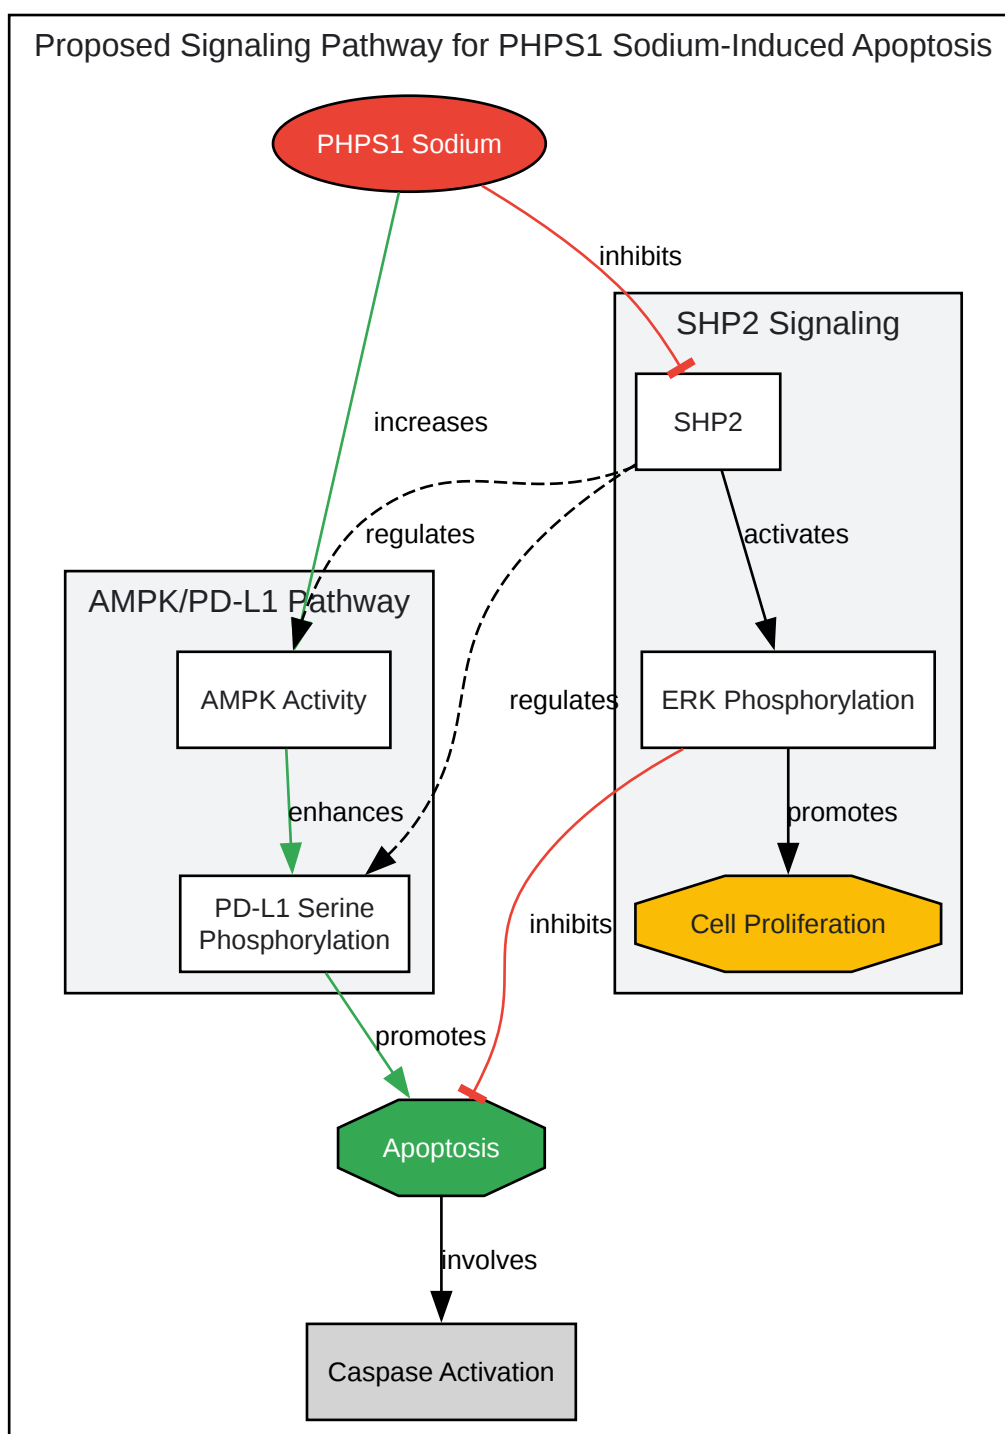 Proposed Signaling Pathway for PHPS1 Sodium-Induced Apoptosis
PHPS1 Sodium
inhibits
SHP2 Signaling
SHP2
increases
regulates
activates
AMPK/PD-L1 Pathway
AMPK Activity
regulates
ERK Phosphorylation
enhances
promotes
PD-L1 Serine
Phosphorylation
inhibits
Cell Proliferation
promotes
Apoptosis
involves
Caspase Activation